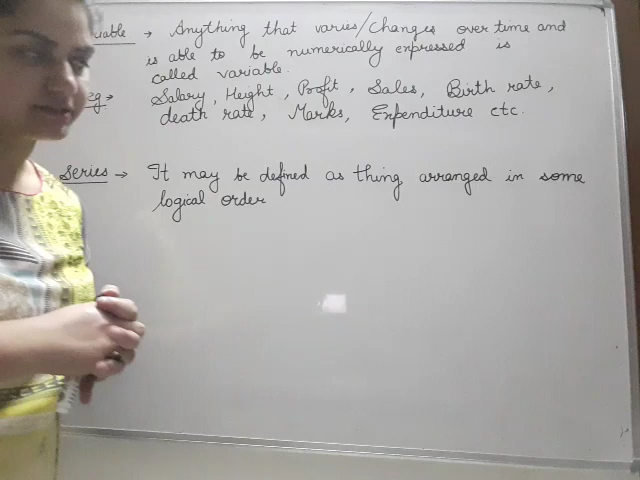 uable → Anything that varies/changes over time and
is able to be numerically expressed is
called variable.
eg → Salary, Height, Profit, Sales, Birth rate,
death rate, Marks, Expenditure etc.
Series → It may be defined as thing arranged in some
logical order